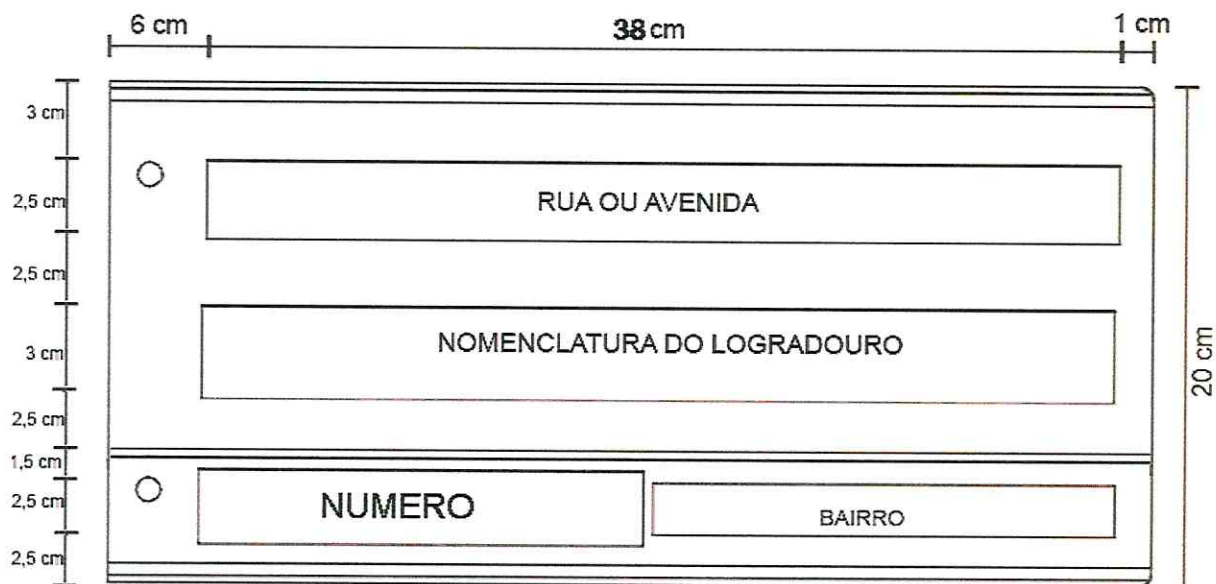 6 cm
38 cm
1 cm
3 cm
2,5 cm
RUA OU AVENIDA
2,5 cm
3 cm
NOMENCLATURA DO LOGRADOURO
20 cm
2,5 cm
1,5 cm
2,5 cm
NUMERO
BAIRRO
2,5 cm